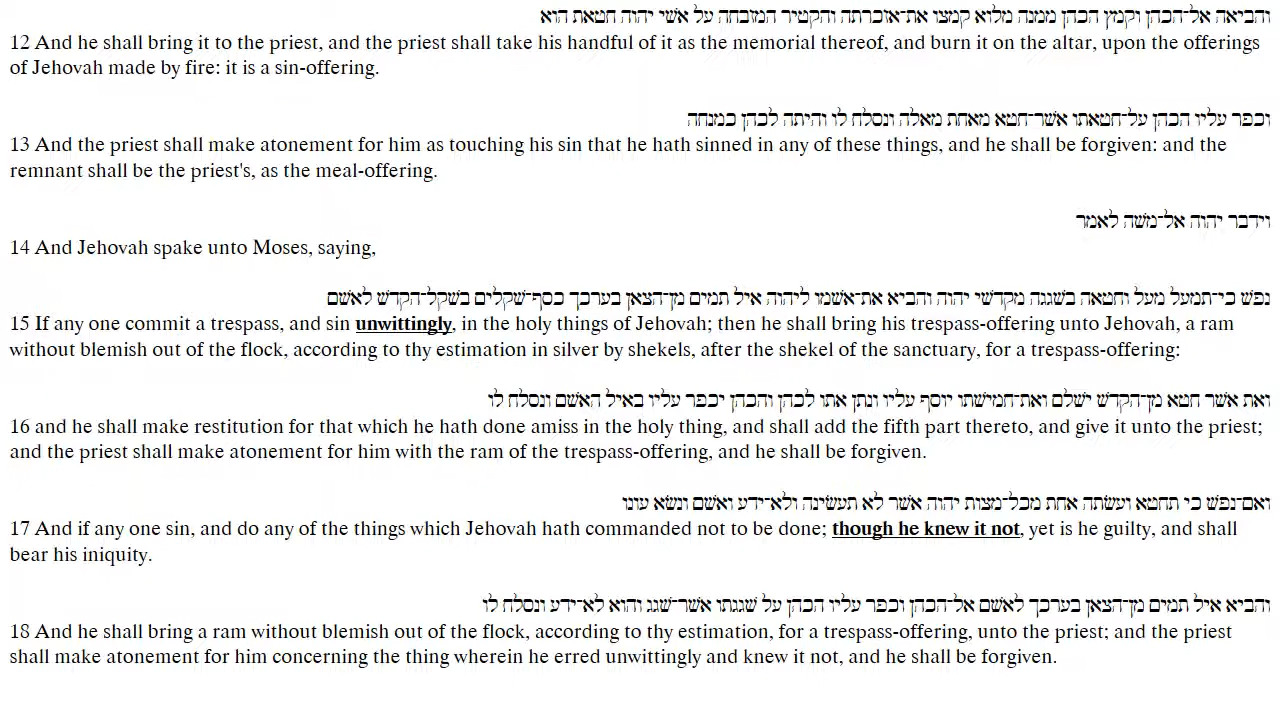 והביאה אל־הכהן וקמץ הכהן ממנה מלוא קמצו את־אזכרתה והקטיר המזבחה על אשי יהוה חטאת הוא
12 And he shall bring it to the priest, and the priest shall take his handful of it as the memorial thereof, and burn it on the altar, upon the offerings
of Jehovah made by fire: it is a sin-offering.
וכפר עליו הכהן על־חטאתו אשר־חטא מאחת מאלה ונסלח לו והיתה לכהן כמנחה
13 And the priest shall make atonement for him as touching his sin that he hath sinned in any of these things, and he shall be forgiven: and the
remnant shall be the priest's, as the meal-offering.
וידבר יהוה אל־משה לאמר
14 And Jehovah spake unto Moses, saying,
נפש כי־תמעל מעל וחטאה בשגגה מקדשי יהוה והביא את־אשמו ליהוה איל תמים מן־הצאן בערכך כסף־שקלים בשקל־הקדש לאשם
15 If any one commit a trespass, and sin unwittingly, in the holy things of Jehovah; then he shall bring his trespass-offering unto Jehovah, a ram
without blemish out of the flock, according to thy estimation in silver by shekels, after the shekel of the sanctuary, for a trespass-offering:
ואת אשר חטא מן־הקדש ישלם ואת־חמישתו יוסף עליו ונתן אתו לכהן והכהן יכפר עליו באיל האשם ונסלח לו
16 and he shall make restitution for that which he hath done amiss in the holy thing, and shall add the fifth part thereto, and give it unto the priest;
and the priest shall make atonement for him with the ram of the trespass-offering, and he shall be forgiven.
ואם־נפש כי תחטא ועשתה אחת מכל־מצות יהוה אשר לא תעשינה ולא־ידע ואשם ונשא עונו
17 And if any one sin, and do any of the things which Jehovah hath commanded not to be done; though he knew it not, yet is he guilty, and shall
bear his iniquity.
והביא איל תמים מן־הצאן בערכך לאשם אל־הכהן וכפר עליו הכהן על שגגתו אשר־שגג והוא לא־ידע ונסלח לו
18 And he shall bring a ram without blemish out of the flock, according to thy estimation, for a trespass-offering, unto the priest; and the priest
shall make atonement for him concerning the thing wherein he erred unwittingly and knew it not, and he shall be forgiven.